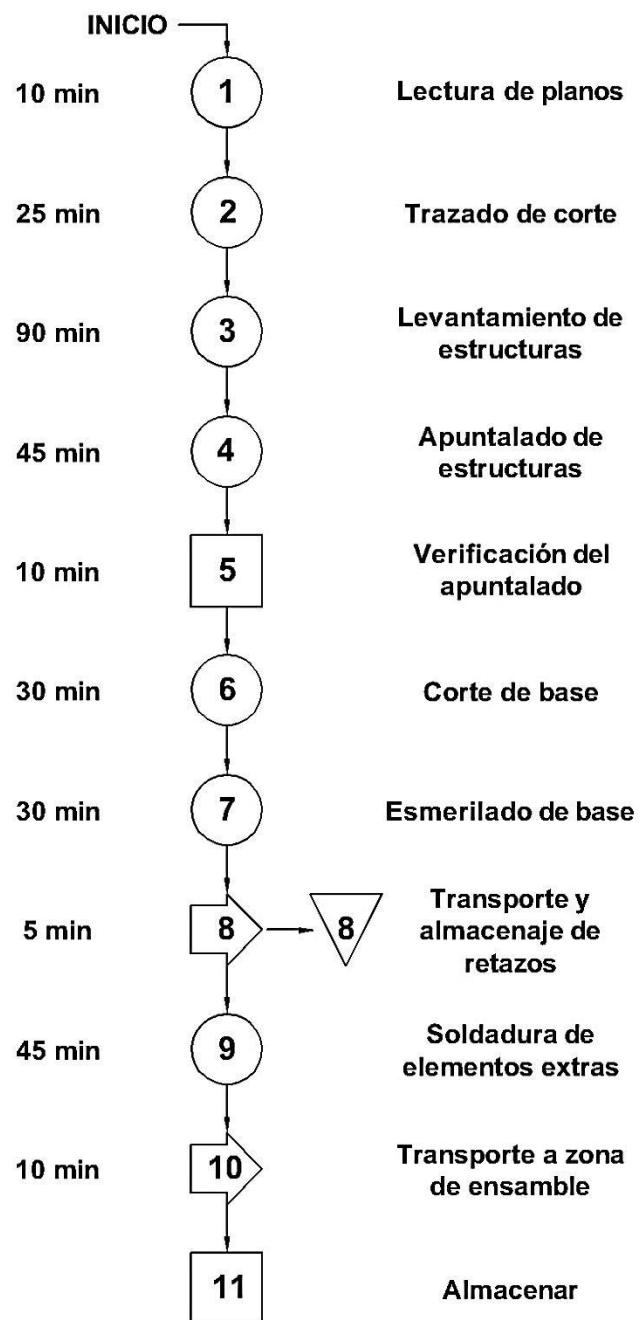 INICIO
10 min 1 Lectura de planos
25 min 2 Trazado de corte
90 min 3 Levantamiento de
estructuras
45 min 4 Apuntalado de
estructuras
10 min 5 Verificación del
apuntalado
30 min 6 Corte de base
30 min 7 Esmerilado de base
5 min 8 8 Transporte y
almacenaje de
retazos
45 min 9 Soldadura de
elementos extras
10 min 10 Transporte a zona
de ensamble
11 Almacenar